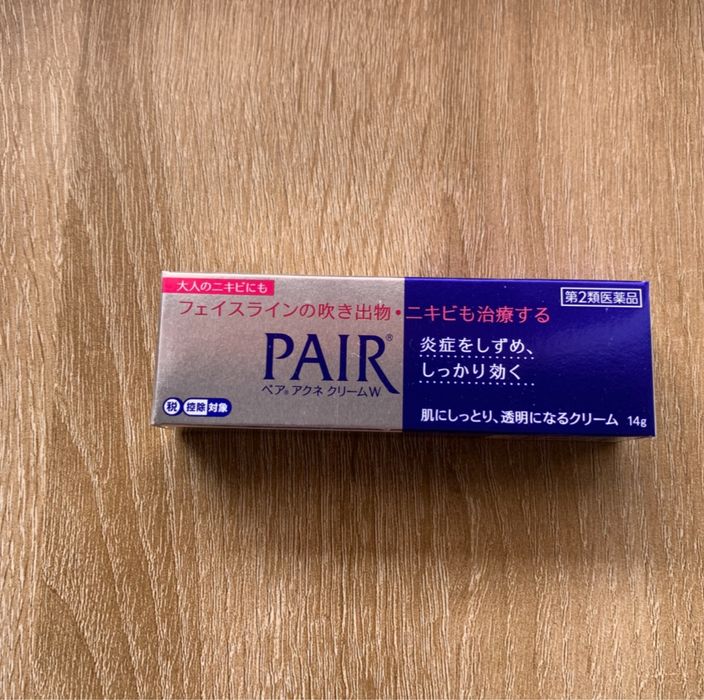 大人のニキビにも
第2類医薬品
フェイスラインの吹き出物・ニキビも治療する
PAIR®
ペア® アクネ クリームW
炎症をしずめ、
しっかり効く
税 控除 対象
肌にしっとり、透明になるクリーム 14g